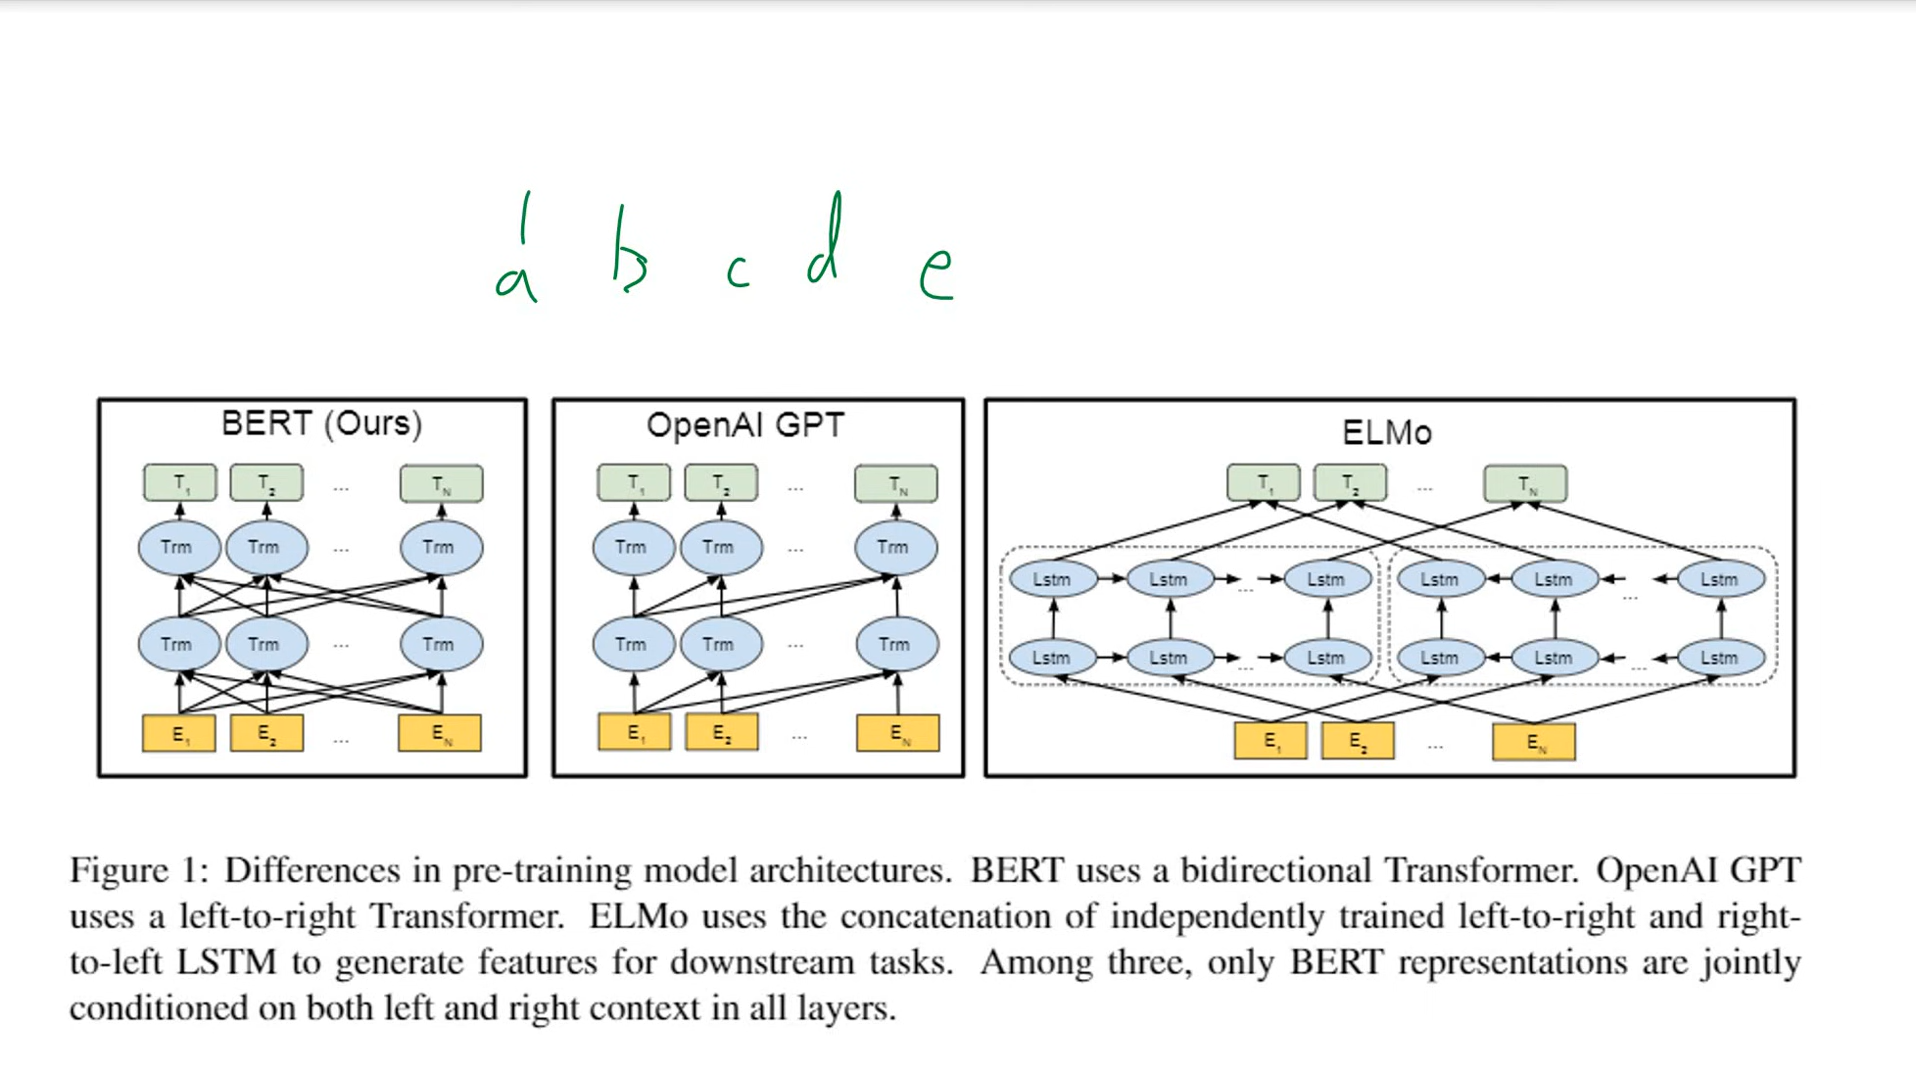 a b c d e
BERT (Ours)
T1 T2 ... TN
Trm Trm ... Trm
Trm Trm ... Trm
E1 E2 ... EN
OpenAI GPT
T1 T2 ... TN
Trm Trm ... Trm
Trm Trm ... Trm
E1 E2 ... EN
ELMo
T1 T2 ... TN
Lstm Lstm ... Lstm Lstm Lstm ... Lstm
Lstm Lstm ... Lstm Lstm Lstm ... Lstm
E1 E2 ... EN
Figure 1: Differences in pre-training model architectures. BERT uses a bidirectional Transformer. OpenAI GPT
uses a left-to-right Transformer. ELMo uses the concatenation of independently trained left-to-right and right-
to-left LSTM to generate features for downstream tasks. Among three, only BERT representations are jointly
conditioned on both left and right context in all layers.